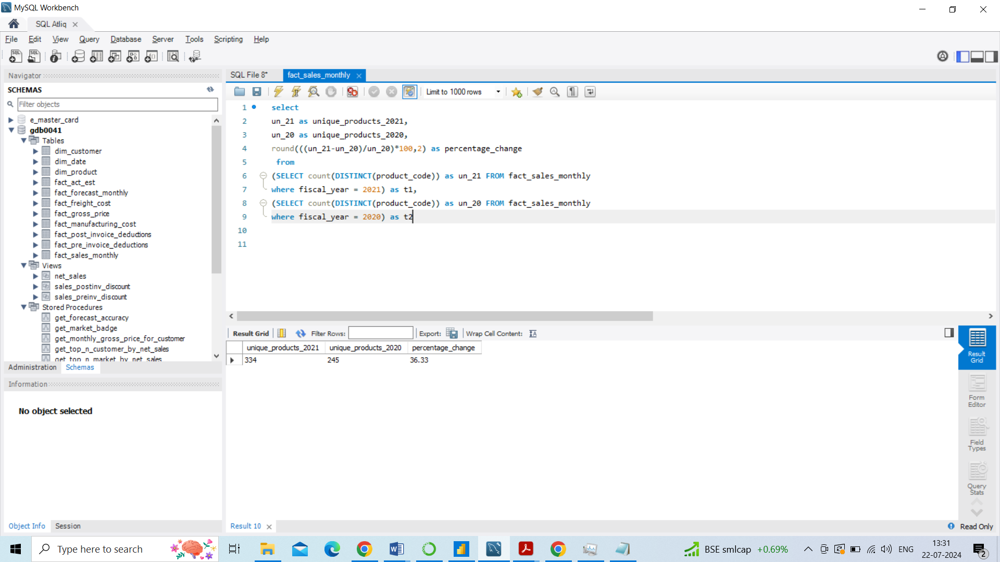 MySQL Workbench
SQL Atliq
File Edit View Query Database Server Tools Scripting Help
Navigator
SCHEMAS
Filter objects
e_master_card
gdb0041
Tables
dim_customer
dim_date
dim_product
fact_act_est
fact_forecast_monthly
fact_freight_cost
fact_gross_price
fact_manufacturing_cost
fact_post_invoice_deductions
fact_pre_invoice_deductions
fact_sales_monthly
Views
net_sales
sales_postinv_discount
sales_preinv_discount
Stored Procedures
get_forecast_accuracy
get_market_badge
get_monthly_gross_price_for_customer
get_top_n_customer_by_net_sales
get_top_n_market_by_net_sales
Administration Schemas
Information
No object selected
Object Info Session
SQL File 8* fact_sales_monthly
Limit to 1000 rows
1 select
2 un_21 as unique_products_2021,
3 un_20 as unique_products_2020,
4 round(((un_21-un_20)/un_20)*100,2) as percentage_change
5 from
6 (SELECT count(DISTINCT(product_code)) as un_21 FROM fact_sales_monthly
7 where fiscal_year = 2021) as t1,
8 (SELECT count(DISTINCT(product_code)) as un_20 FROM fact_sales_monthly
9 where fiscal_year = 2020) as t2
10
11
Result Grid Filter Rows: Export: Wrap Cell Content:
unique_products_2021 unique_products_2020 percentage_change
334 245 36.33
Result Grid
Form Editor
Field Types
Query Stats
Result 10
Read Only
Type here to search
BSE smlcap +0.69%
ENG
13:31
22-07-2024
2